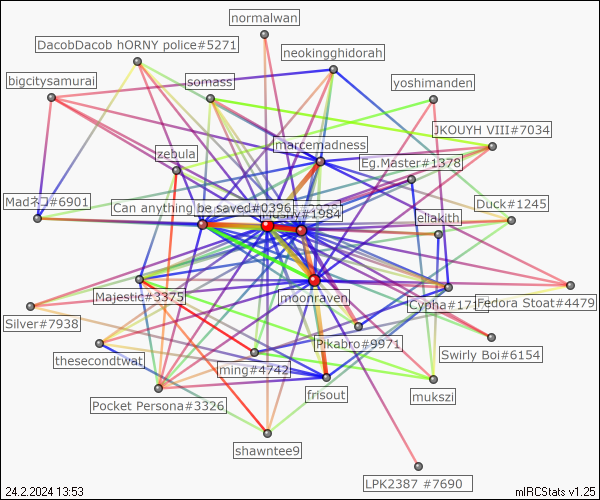 normalwan
DacobDacob hORNY police#5271
neokingghidorah
bigcitysamurai
somass
yoshimanden
JKOUYH VIII#7034
marcemadness
zebula
Eg.Master#1378
Madネコ#6901
Can anything be saved#0396
#1984
Duck#1245
eliakith
Majestic#3375
moonraven
Cypha#17
Fedora Stoat#4479
Silver#7938
Pikabro#9971
Swirly Boi#6154
thesecondtwat
ming#4742
frisout
mukszi
Pocket Persona#3326
shawntee9
LPK2387 #7690
24.2.2024 13:53
mIRCStats v1.25